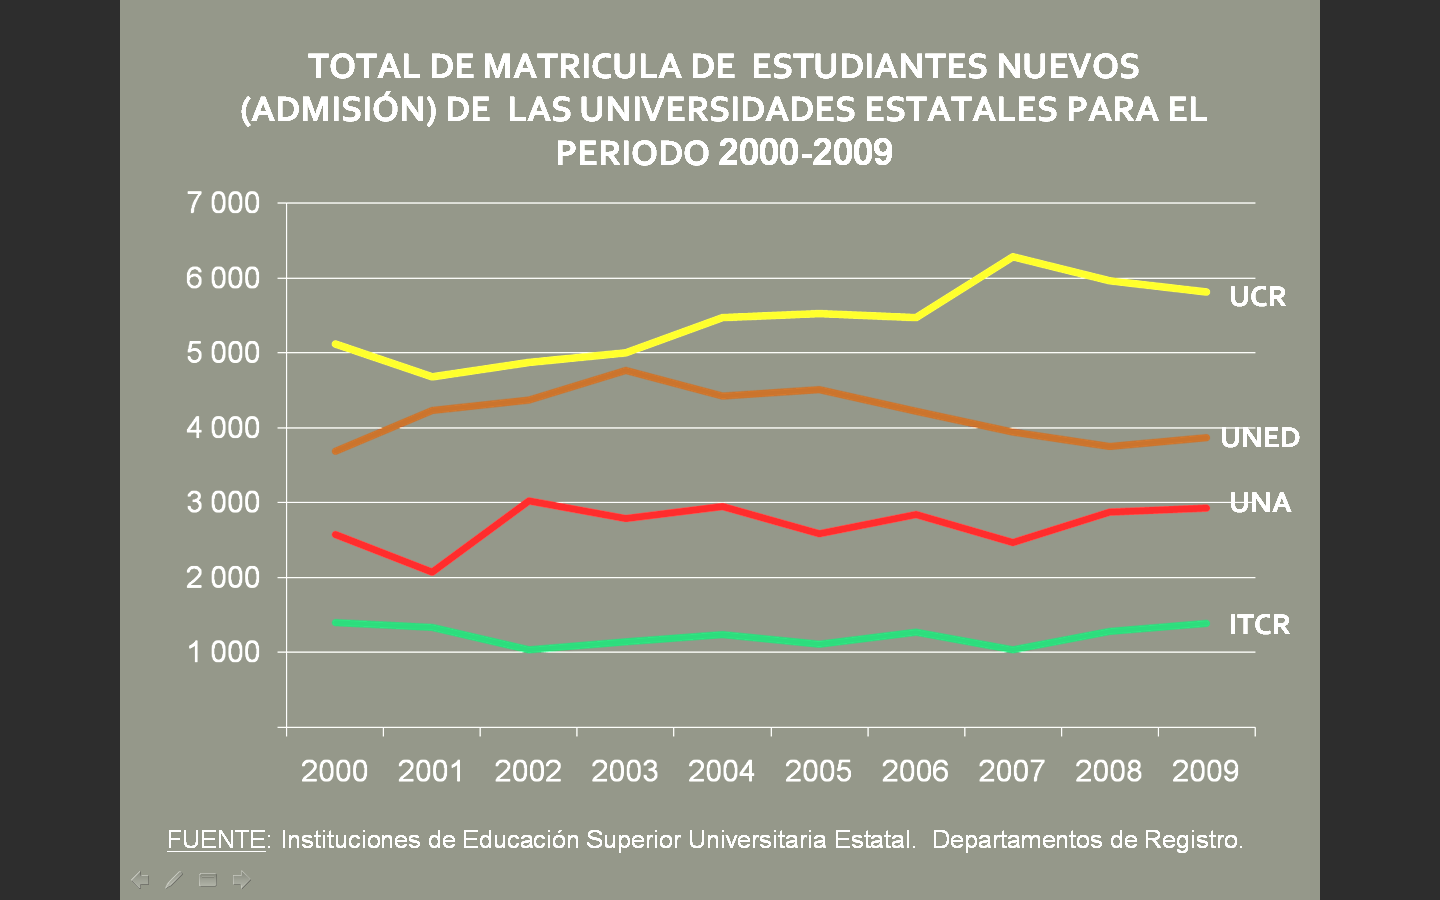 TOTAL DE MATRICULA DE ESTUDIANTES NUEVOS
(ADMISIÓN) DE LAS UNIVERSIDADES ESTATALES PARA EL
PERIODO 2000-2009
7 000
6 000
UCR
5 000
4 000
UNED
3 000
UNA
2 000
ITCR
1 000
2000 2001 2002 2003 2004 2005 2006 2007 2008 2009
FUENTE: Instituciones de Educación Superior Universitaria Estatal. Departamentos de Registro.